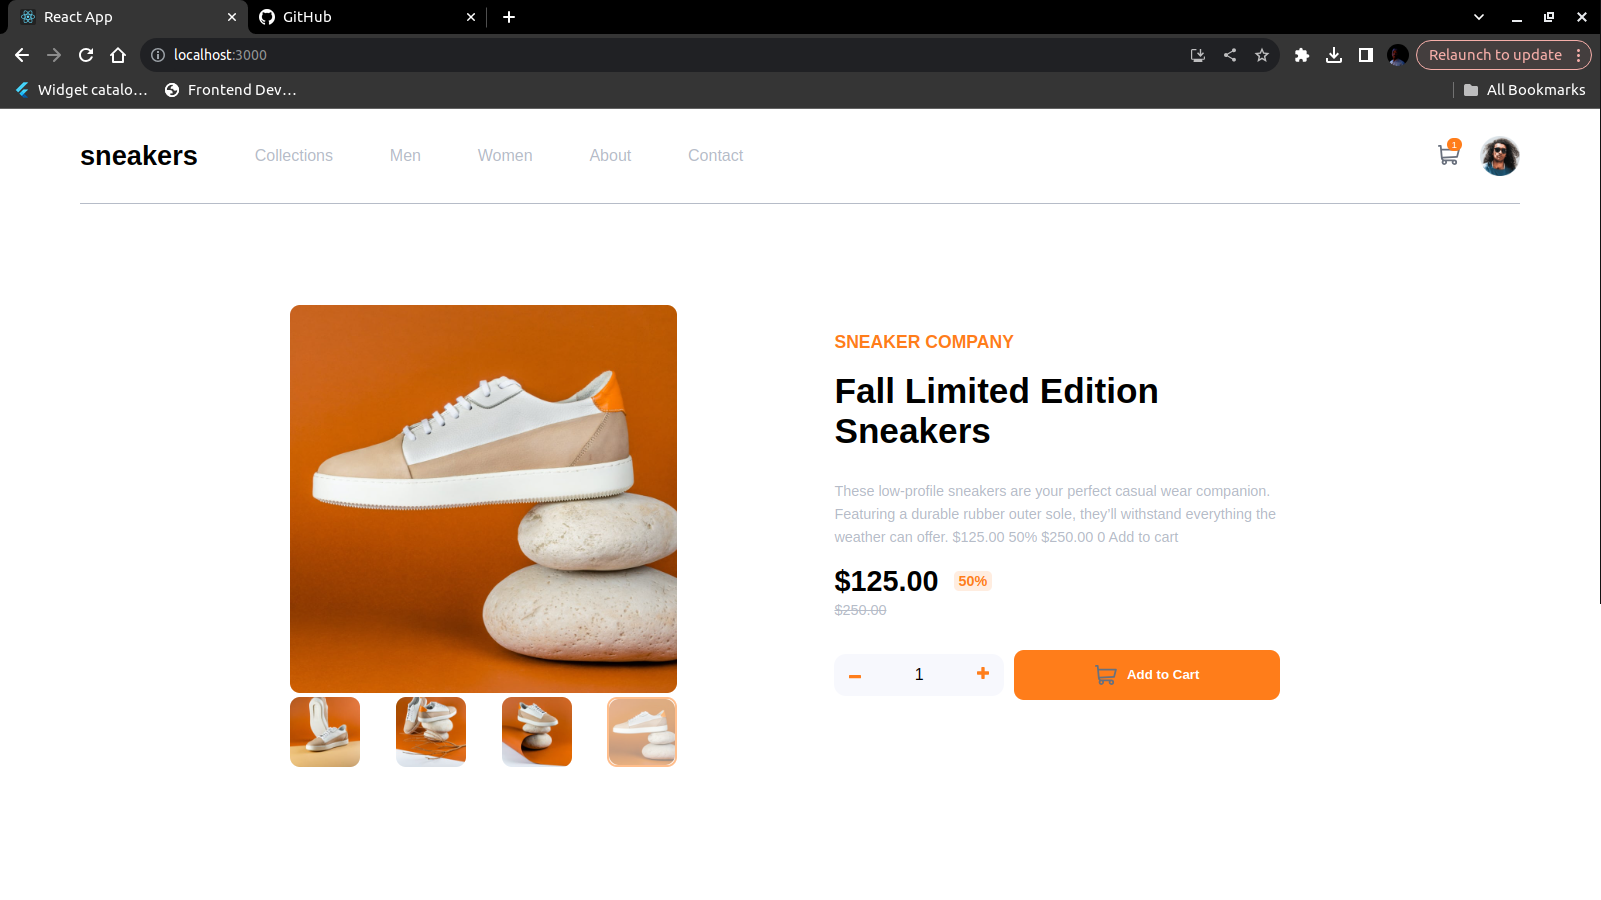 React App
GitHub
localhost:3000
Relaunch to update
Widget catalo...
Frontend Dev...
All Bookmarks
sneakers
Collections
Men
Women
About
Contact
1
SNEAKER COMPANY
Fall Limited Edition
Sneakers
These low-profile sneakers are your perfect casual wear companion.
Featuring a durable rubber outer sole, they’ll withstand everything the
weather can offer. $125.00 50% $250.00 0 Add to cart
$125.00
50%
$250.00
1
Add to Cart